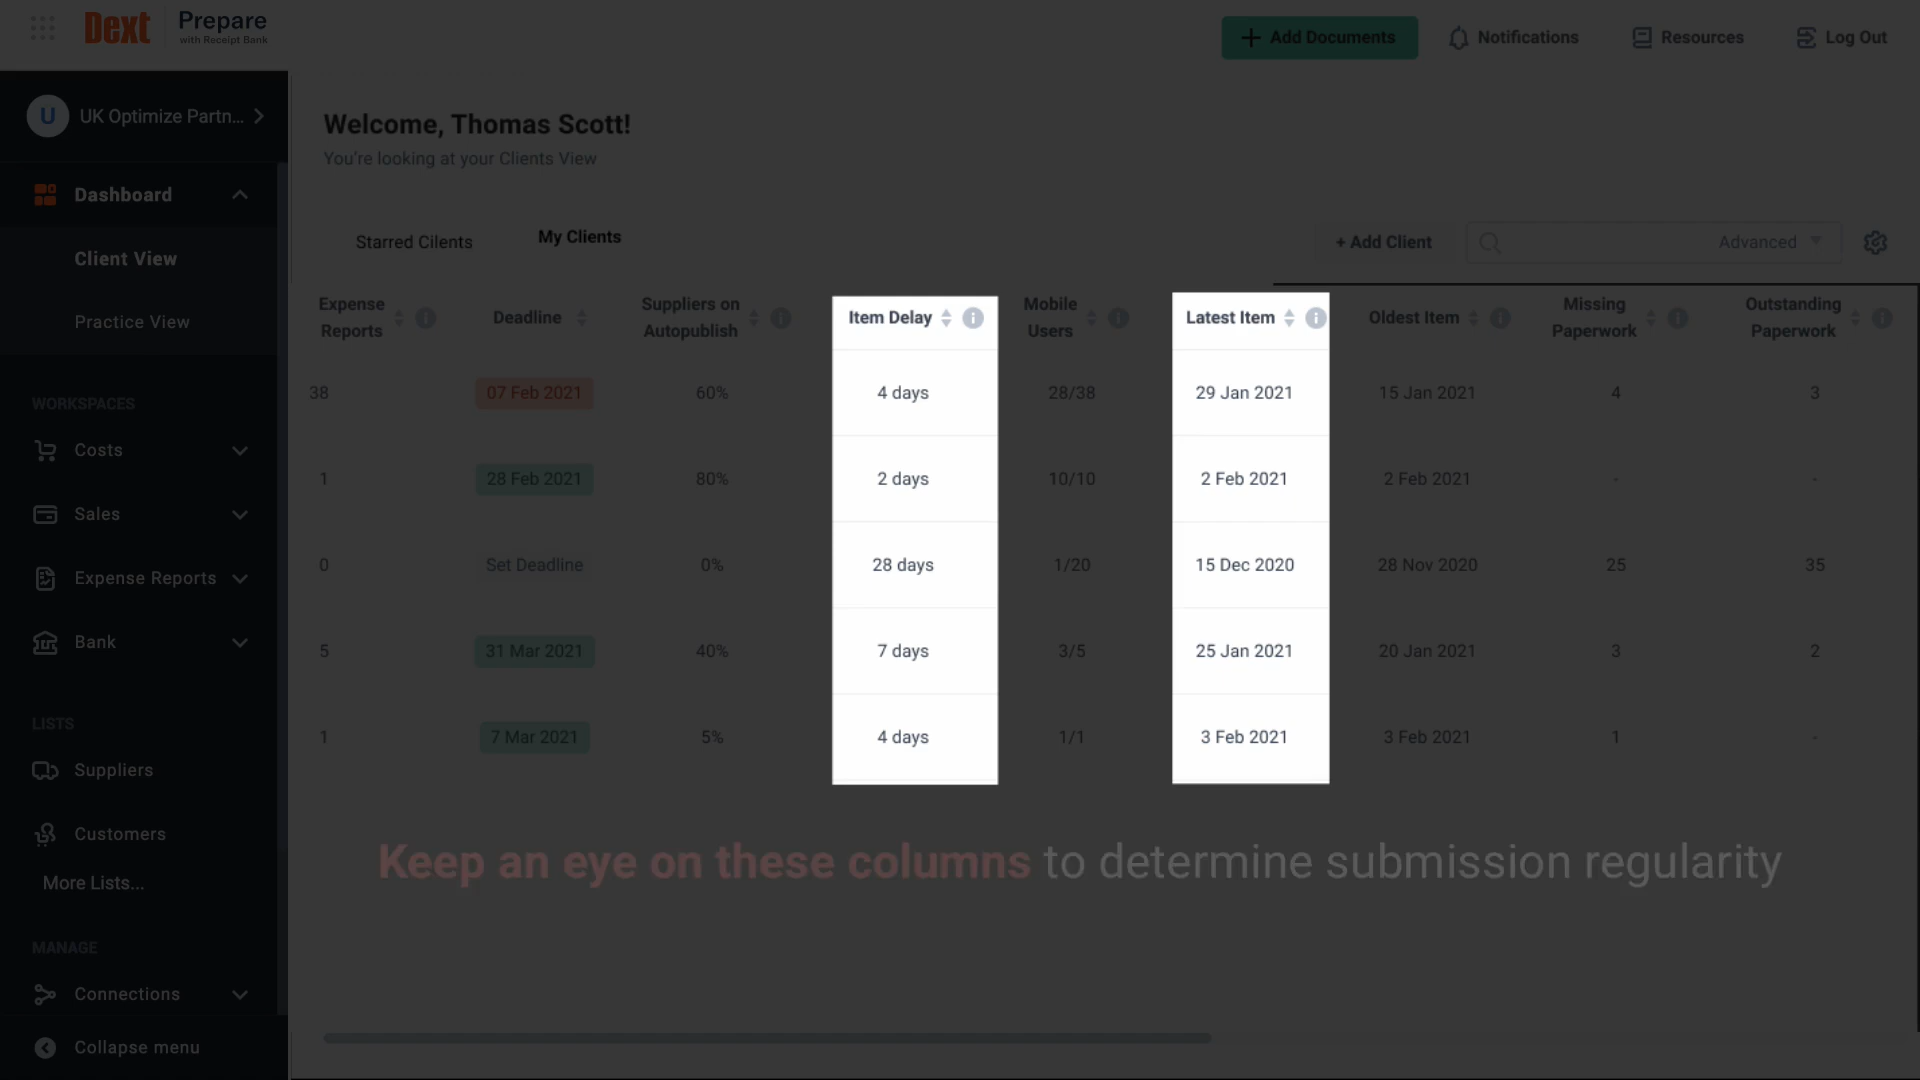 Dext Prepare
with Receipt Bank
+ Add Documents Notifications Resources Log Out
U UK Optimize Partn...
Dashboard
Client View
Practice View
WORKSPACES
Costs
Sales
Expense Reports
Bank
LISTS
Suppliers
Customers
More Lists...
MANAGE
Connections
Collapse menu
Welcome, Thomas Scott!
You're looking at your Clients View
Starred Cilents My Clients + Add Client Advanced
Expense Reports Deadline Suppliers on Autopublish Item Delay Mobile Users Latest Item Oldest Item Missing Paperwork Outstanding Paperwork
38 07 Feb 2021 60% 4 days 28/38 29 Jan 2021 15 Jan 2021 4 3
1 28 Feb 2021 80% 2 days 10/10 2 Feb 2021 2 Feb 2021 - -
0 Set Deadline 0% 28 days 1/20 15 Dec 2020 28 Nov 2020 25 35
5 31 Mar 2021 40% 7 days 3/5 25 Jan 2021 20 Jan 2021 3 2
1 7 Mar 2021 5% 4 days 1/1 3 Feb 2021 3 Feb 2021 1 -
Keep an eye on these columns to determine submission regularity